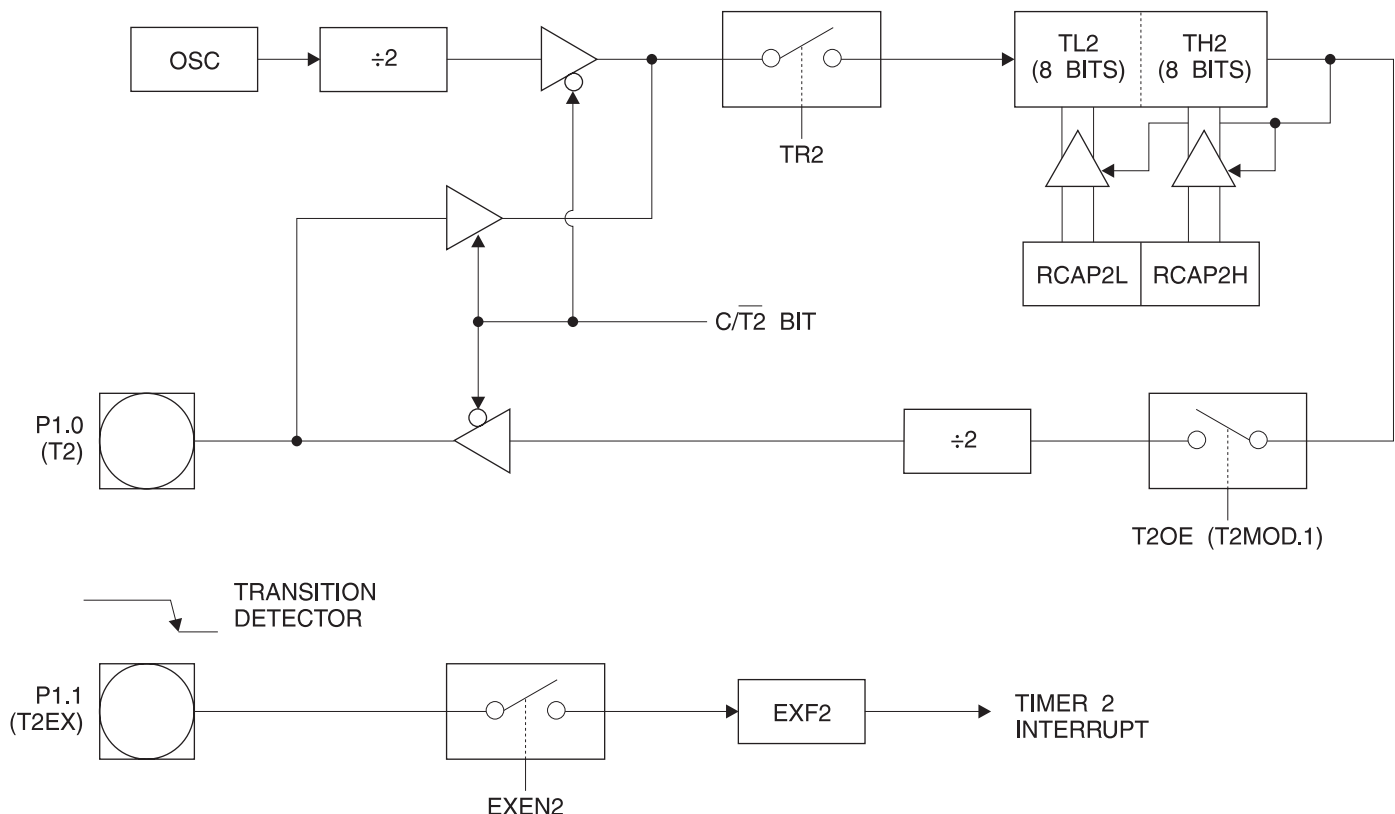 OSC
÷2
TL2
(8 BITS)
TH2
(8 BITS)
TR2
RCAP2L
RCAP2H
C/T2̅ BIT
P1.0
(T2)
÷2
T2OE (T2MOD.1)
TRANSITION
DETECTOR
P1.1
(T2EX)
EXF2
TIMER 2
INTERRUPT
EXEN2